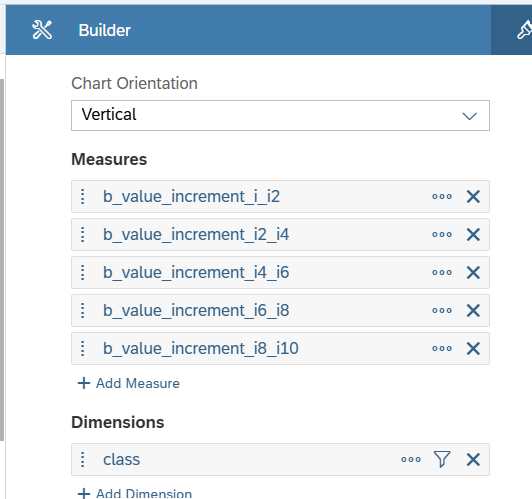 Builder
Chart Orientation
Vertical
Measures
b_value_increment_i_i2
b_value_increment_i2_i4
b_value_increment_i4_i6
b_value_increment_i6_i8
b_value_increment_i8_i10
+ Add Measure
Dimensions
class
+ Add Dimension